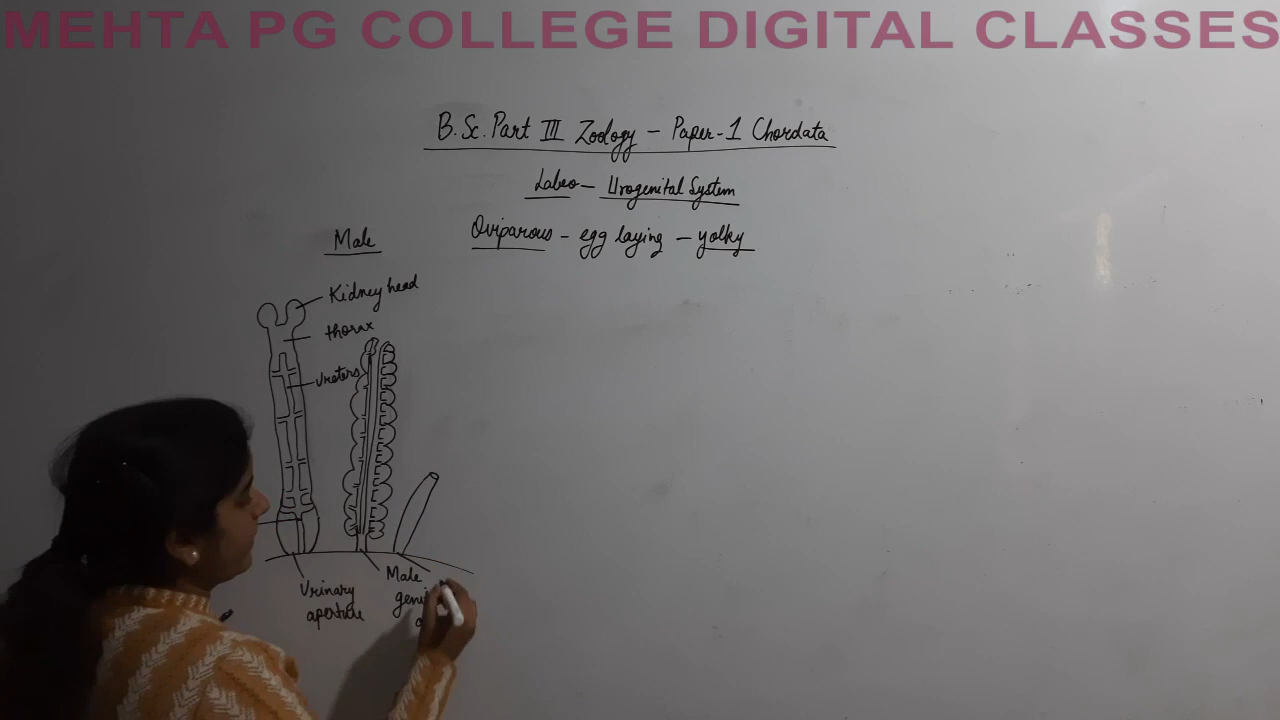 MEHTA PG COLLEGE DIGITAL CLASSES
B.Sc. Part III Zoology - Paper-1 Chordata
Labeo - Urogenital System
Oviparous - egg laying - yolky
Male
Kidney head
thorax
Ureters
Urinary
aperture
Male